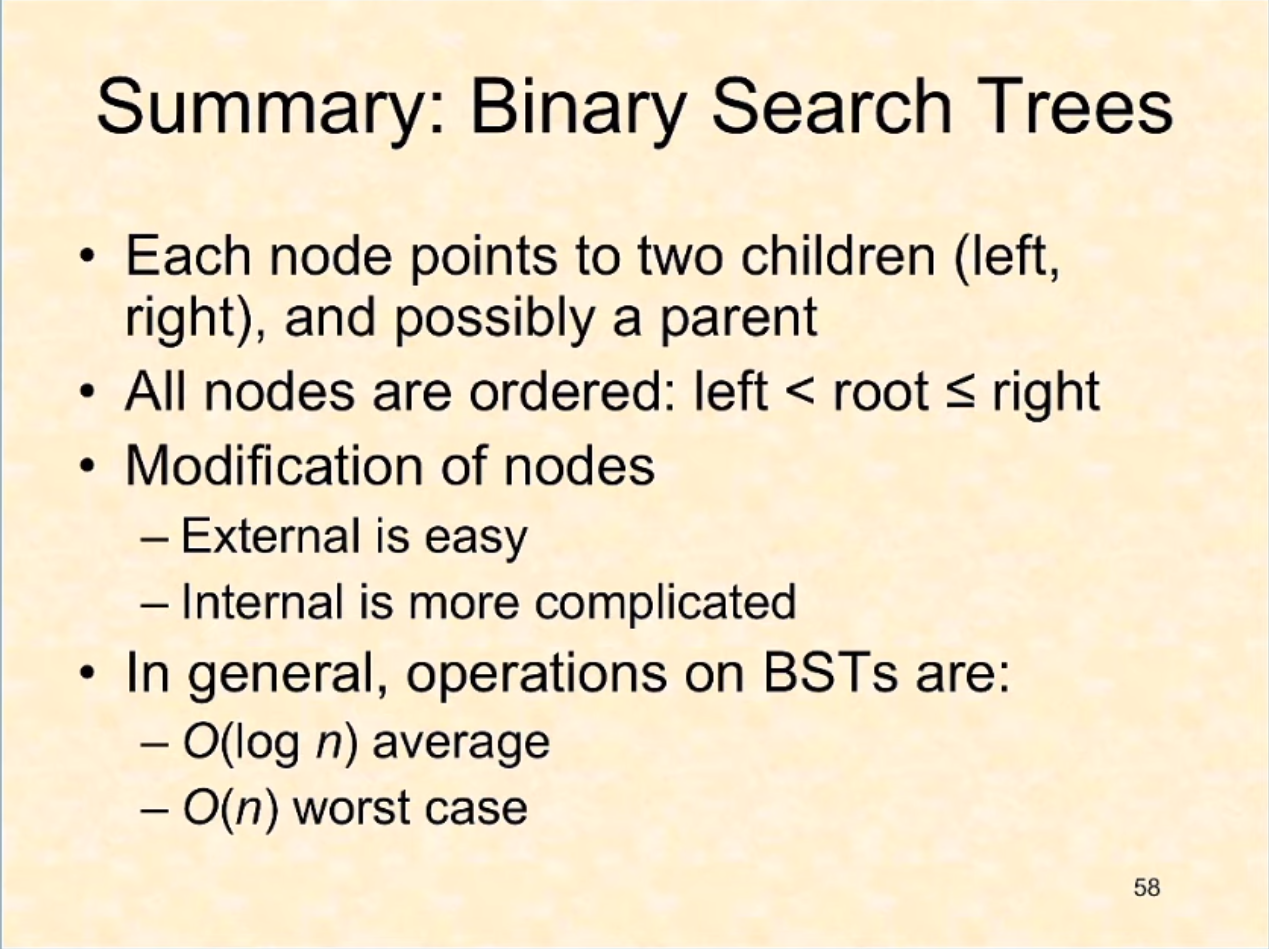 Summary: Binary Search Trees
• Each node points to two children (left,
right), and possibly a parent
• All nodes are ordered: left < root ≤ right
• Modification of nodes
– External is easy
– Internal is more complicated
• In general, operations on BSTs are:
– O(log n) average
– O(n) worst case
58